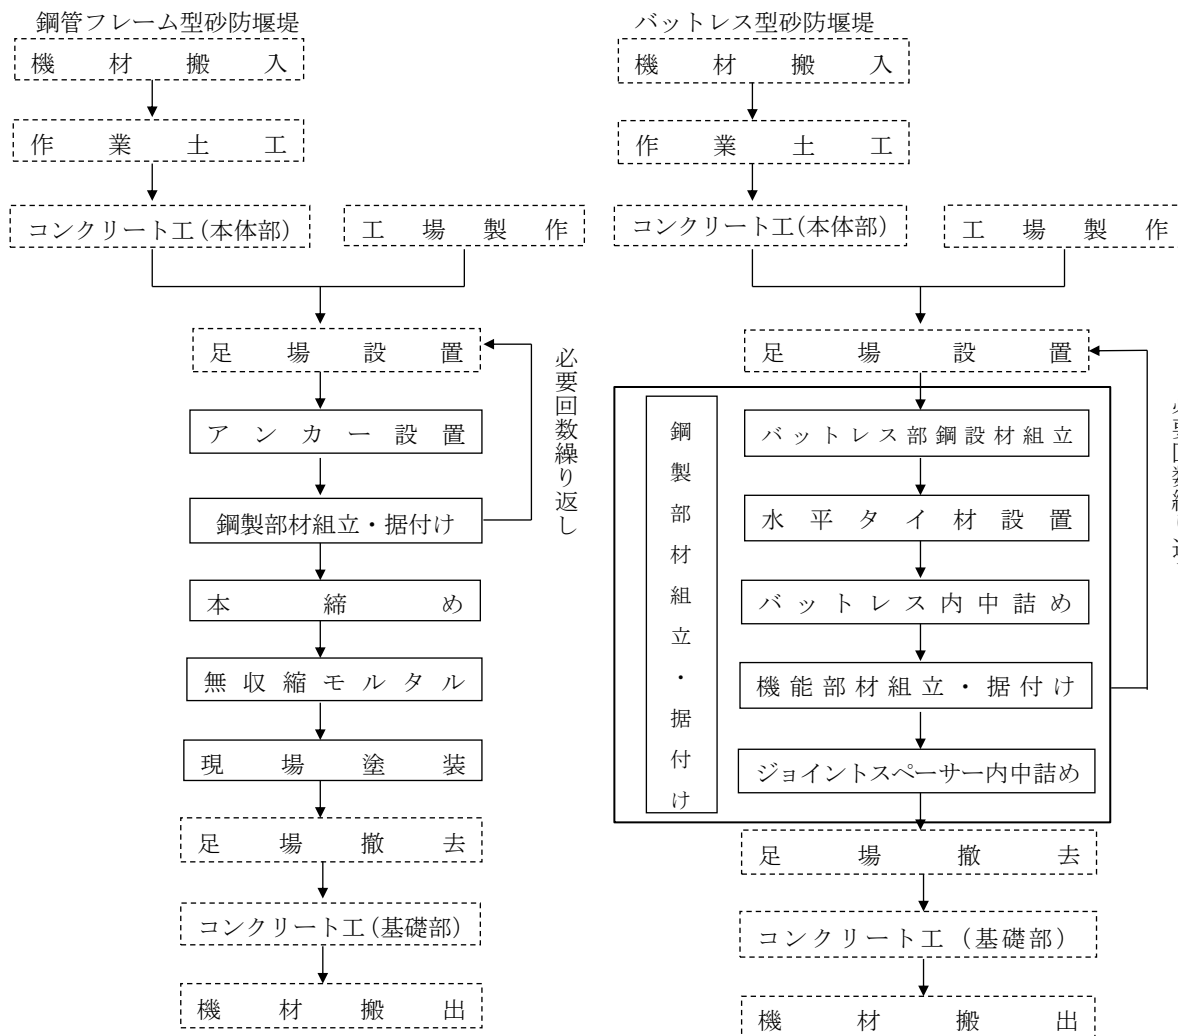 鋼管フレーム型砂防堰堤
機材搬入
作業土工
コンクリート工(本体部)
工場製作
足場設置
アンカー設置
鋼製部材組立・据付け
必要回数繰り返し
本締め
無収縮モルタル
現場塗装
足場撤去
コンクリート工(基礎部)
機材搬出
バットレス型砂防堰堤
機材搬入
作業土工
コンクリート工(本体部)
工場製作
足場設置
鋼製部材組立・据付け
バットレス部鋼設材組立
水平タイ材設置
バットレス内中詰め
機能部材組立・据付け
ジョイントスペーサー内中詰め
足場撤去
コンクリート工(基礎部)
機材搬出